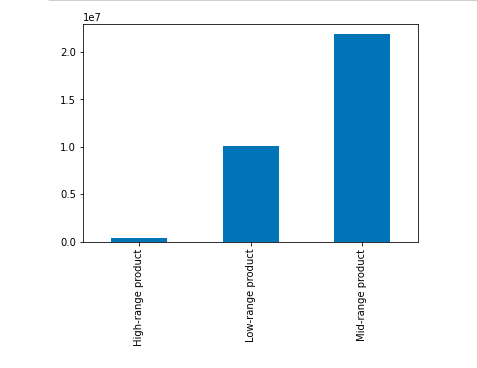 1e7
2.0
1.5
1.0
0.5
0.0
High-range product
Low-range product
Mid-range product